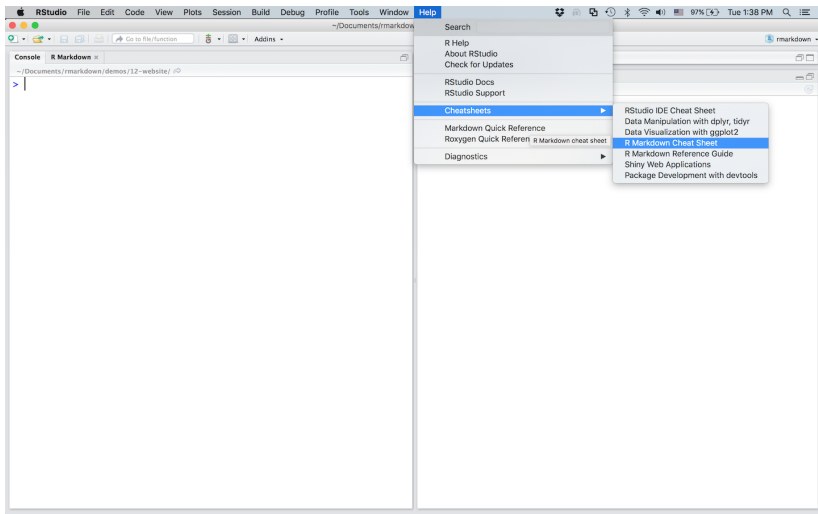 RStudio File Edit Code View Plots Session Build Debug Profile Tools Window Help 97% Tue 1:38 PM
~/Documents/rmarkdow
Go to file/function Addins
rmarkdown
Console R Markdown
~/Documents/rmarkdown/demos/12-website/
>
Search
R Help
About RStudio
Check for Updates
RStudio Docs
RStudio Support
Cheatsheets
Markdown Quick Reference
Roxygen Quick Referen
R Markdown cheat sheet
Diagnostics
RStudio IDE Cheat Sheet
Data Manipulation with dplyr, tidyr
Data Visualization with ggplot2
R Markdown Cheat Sheet
R Markdown Reference Guide
Shiny Web Applications
Package Development with devtools